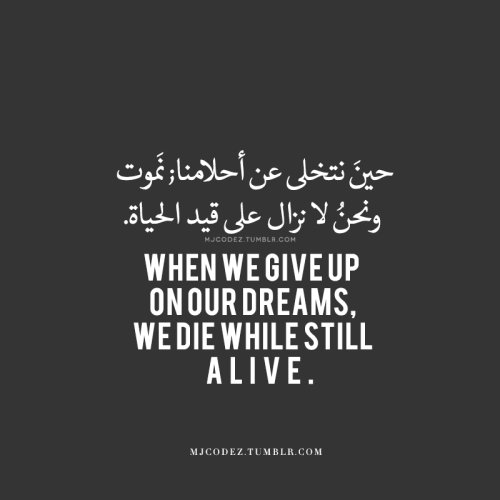 حينَ نتخلى عن أحلامنا; نَموت
ونحنُ لا نزال على قيد الحياة.
MJCODEZ.TUMBLR.COM
WHEN WE GIVE UP
ON OUR DREAMS,
WE DIE WHILE STILL
ALIVE.
MJCODEZ.TUMBLR.COM